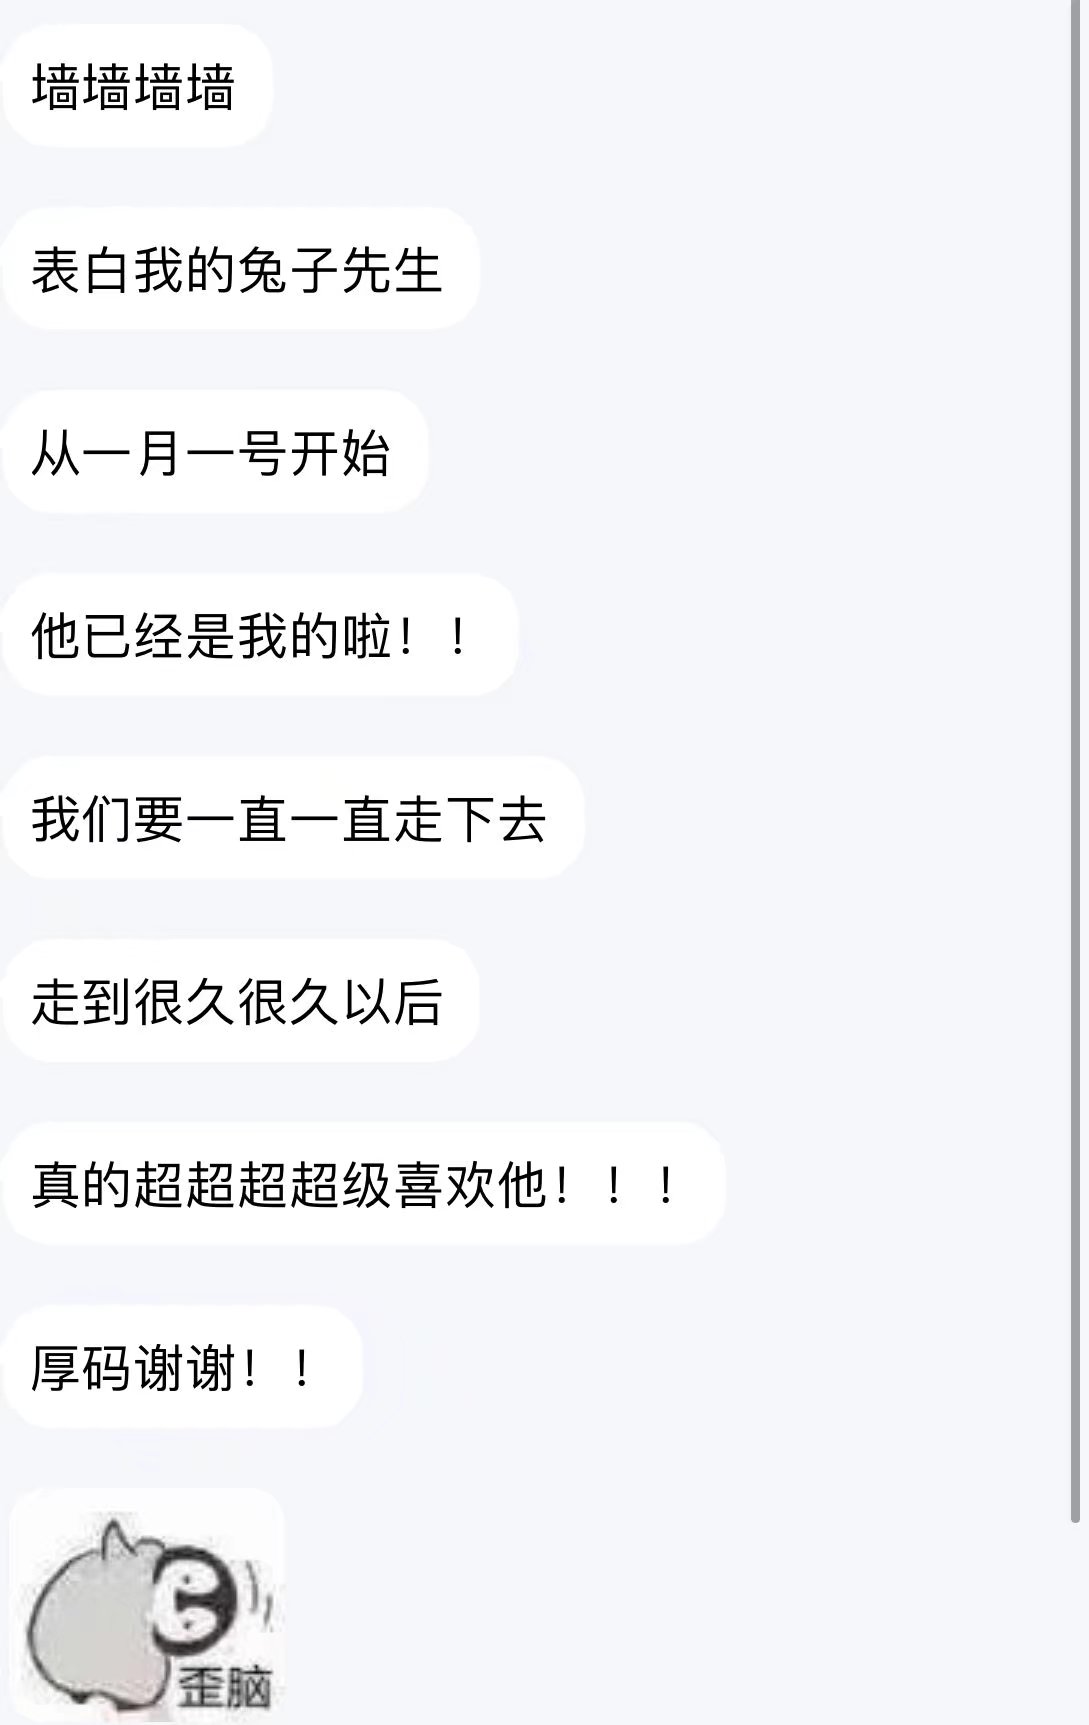 墙墙墙墙
表白我的兔子先生
从一月一号开始
他已经是我的啦！！
我们要一直一直走下去
走到很久很久以后
真的超超超超级喜欢他！！！
厚码谢谢！！
歪脑